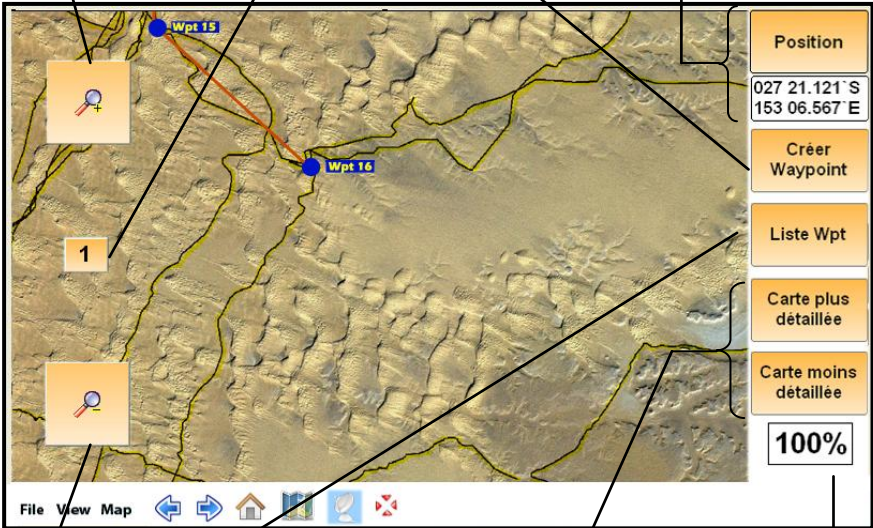 Wpt 15
Position
027 21.121`S
153 06.567`E
Créer
Waypoint
Wpt 16
1
Liste Wpt
Carte plus
détaillée
Carte moins
détaillée
100%
File View Map